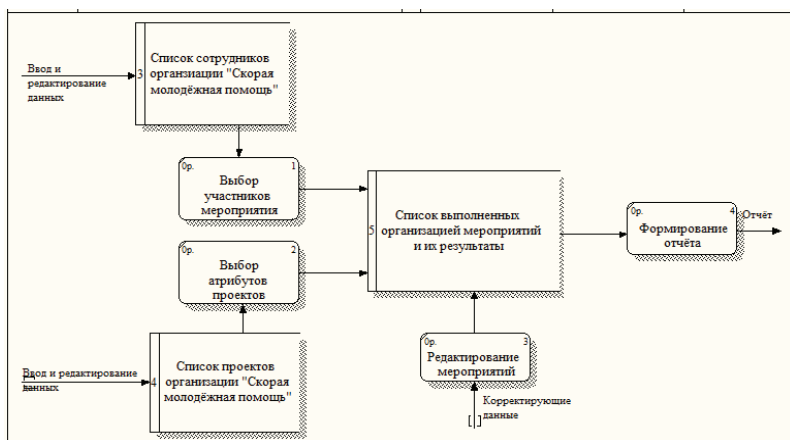 Ввод и
редактирование
данных
3
Список сотрудников
органзиации "Скорая
молодёжная помощь"
0р.
1
Выбор
участников
мероприятия
0р.
2
Выбор
атрибутов
проектов
Ввод и редактирование
данных
4
Список проектов
организации "Скорая
молодёжная помощь"
5
Список выполненных
организацией мероприятий
и их результаты
0р.
3
Редактирование
мероприятий
Корректирующие
данные
0р.
4
Формирование
отчёта
Отчёт